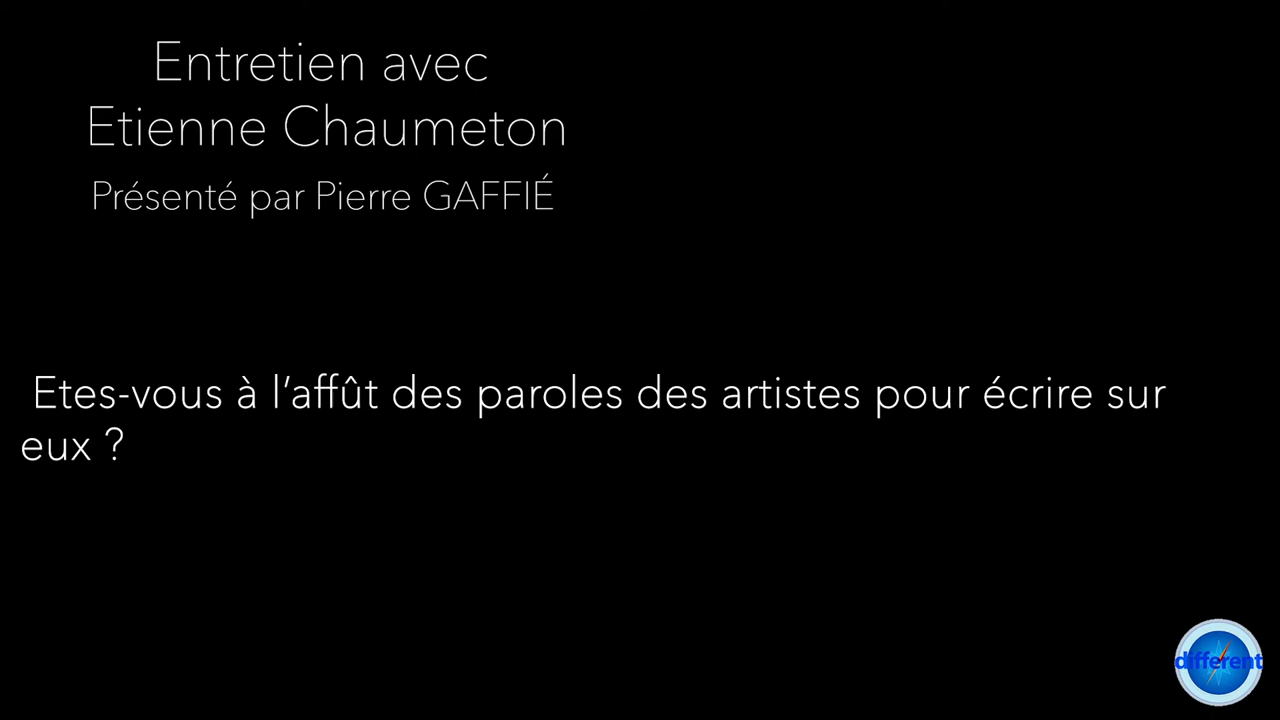 Entretien avec
Etienne Chaumeton
Présenté par Pierre GAFFIÉ
Etes-vous à l’affût des paroles des artistes pour écrire sur
eux ?
different